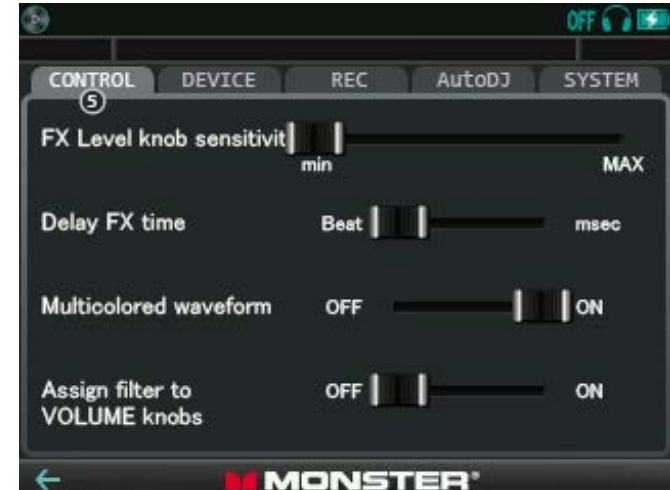 OFF
CONTROL DEVICE REC AutoDJ SYSTEM
5
FX Level knob sensitivit
min MAX
Delay FX time Beat msec
Multicolored waveform OFF ON
Assign filter to OFF ON
VOLUME knobs
MONSTER®